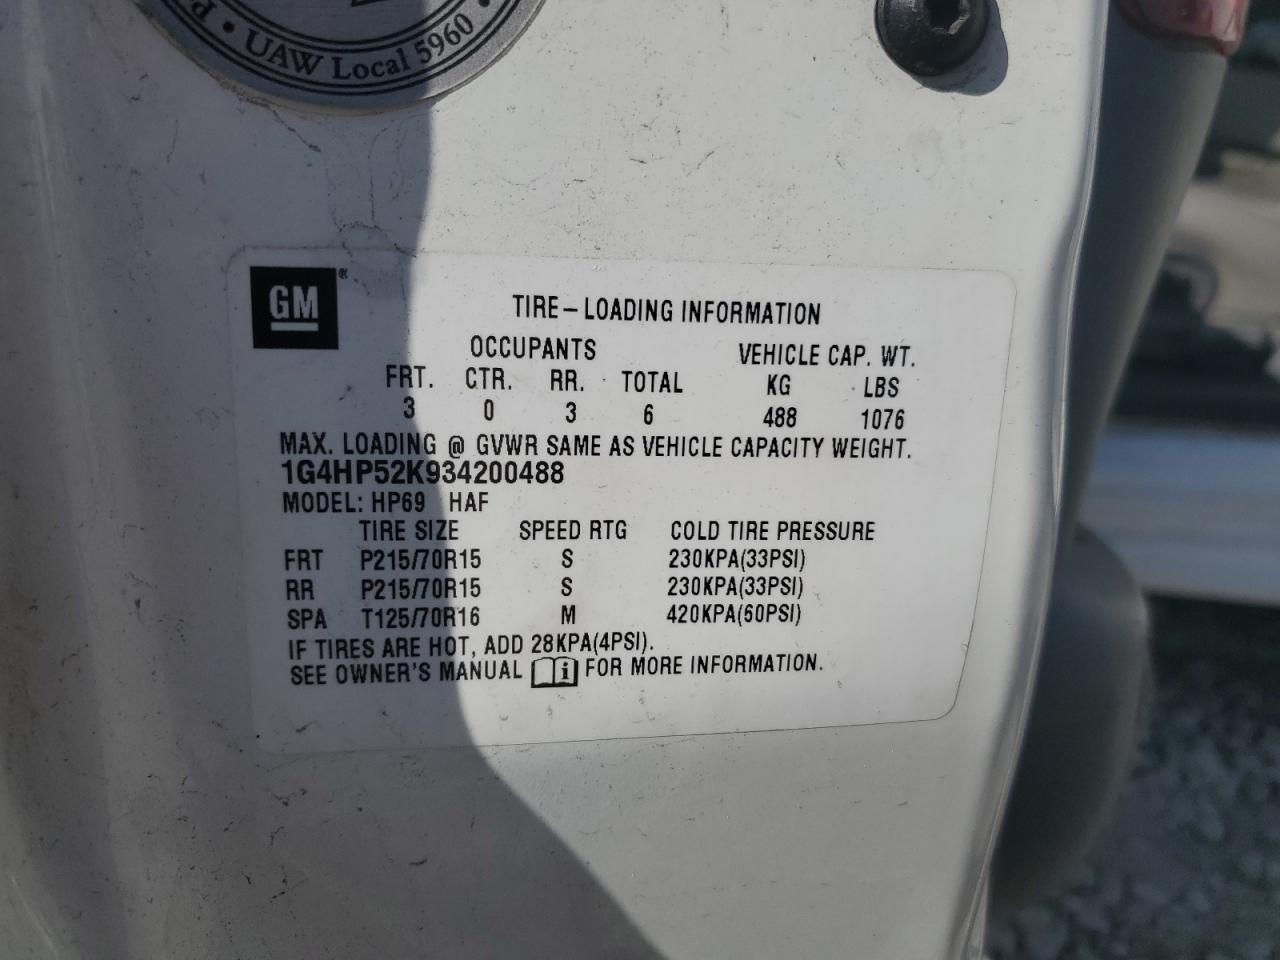 P • UAW Local 5960 •
GM®
TIRE–LOADING INFORMATION
OCCUPANTS VEHICLE CAP. WT.
FRT. CTR. RR. TOTAL KG LBS
3 0 3 6 488 1076
MAX. LOADING @ GVWR SAME AS VEHICLE CAPACITY WEIGHT.
1G4HP52K934200488
MODEL: HP69 HAF
TIRE SIZE SPEED RTG COLD TIRE PRESSURE
FRT P215/70R15 S 230KPA(33PSI)
RR P215/70R15 S 230KPA(33PSI)
SPA T125/70R16 M 420KPA(60PSI)
IF TIRES ARE HOT, ADD 28KPA(4PSI).
SEE OWNER'S MANUAL i FOR MORE INFORMATION.